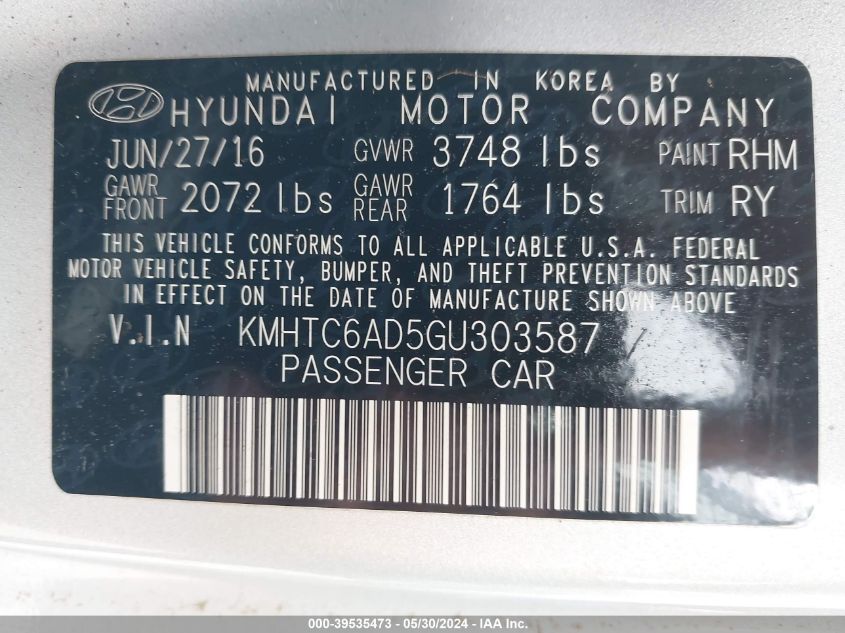 MANUFACTURED IN KOREA BY
HYUNDAI MOTOR COMPANY
JUN/27/16 GVWR 3748 lbs PAINT RHM
GAWR FRONT 2072 lbs GAWR REAR 1764 lbs TRIM RY
THIS VEHICLE CONFORMS TO ALL APPLICABLE U.S.A. FEDERAL
MOTOR VEHICLE SAFETY, BUMPER, AND THEFT PREVENTION STANDARDS
IN EFFECT ON THE DATE OF MANUFACTURE SHOWN ABOVE
V.I.N KMHTC6AD5GU303587
PASSENGER CAR
000-39535473 - 05/30/2024 - IAA Inc.